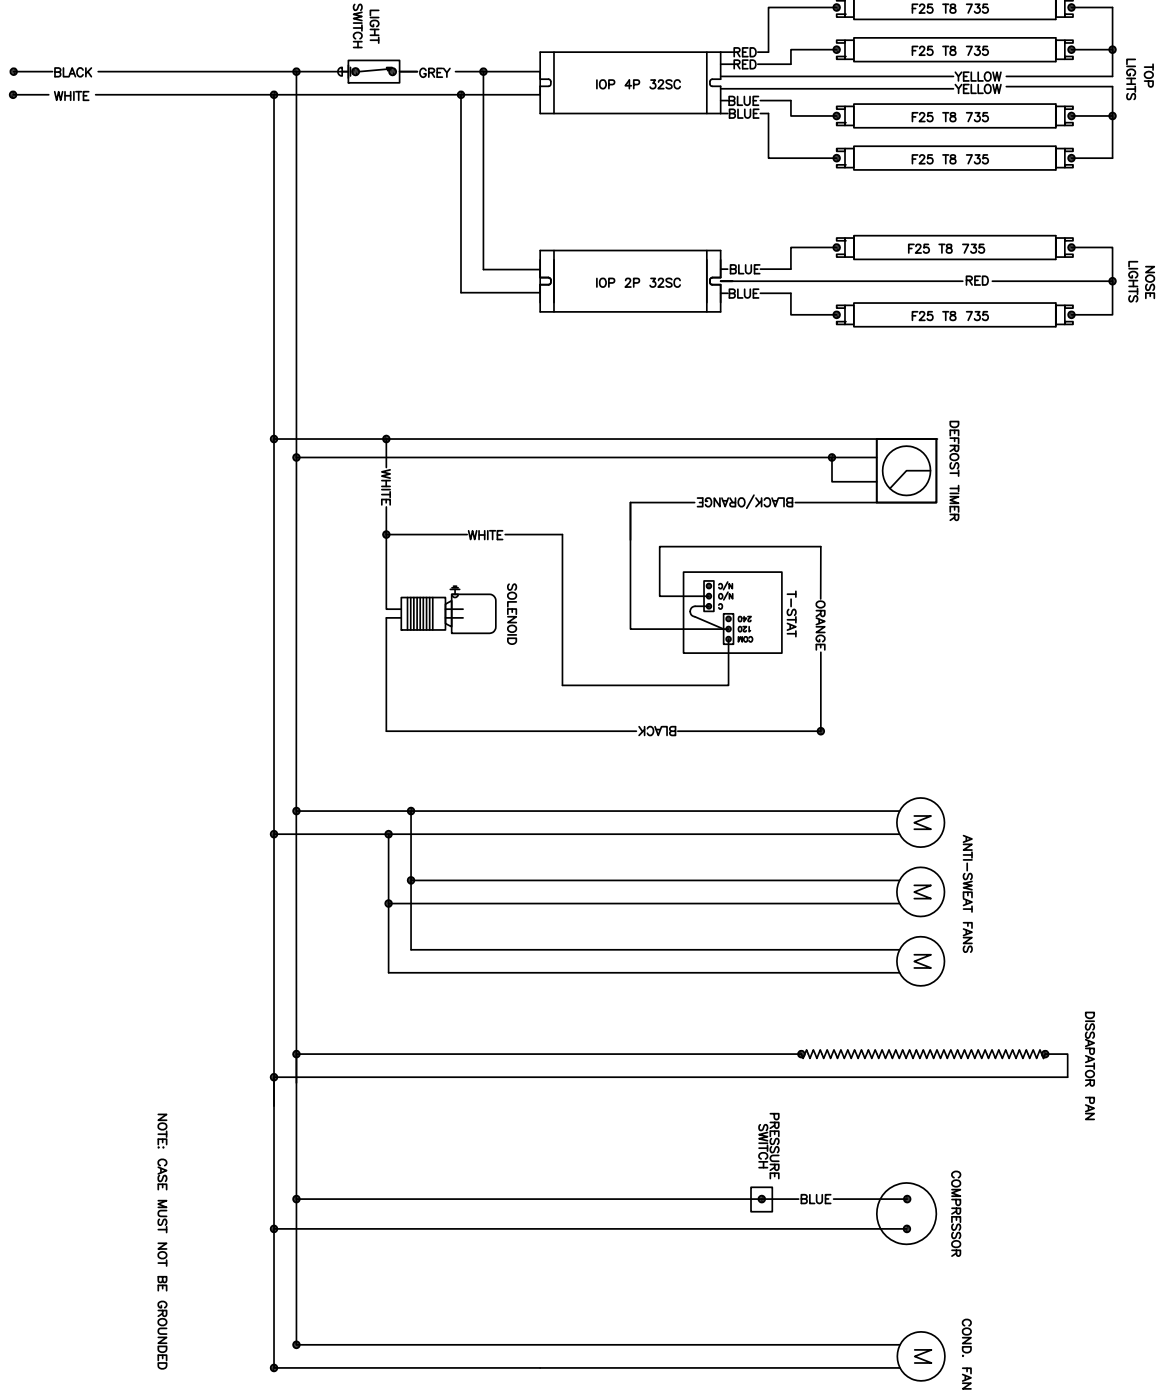 LIGHT
SWITCH
BLACK
WHITE
GREY
IOP 4P 32SC
RED
RED
YELLOW
YELLOW
BLUE
BLUE
F25 T8 735
F25 T8 735
F25 T8 735
F25 T8 735
TOP
LIGHTS
IOP 2P 32SC
BLUE
RED
BLUE
F25 T8 735
F25 T8 735
NOSE
LIGHTS
DEFROST TIMER
WHITE
BLACK/ORANGE
WHITE
SOLENOID
N/C
N/O
C
240
120
COM
T-STAT
ORANGE
BLACK
M
M
M
ANTI-SWEAT FANS
DISSAPATOR PAN
PRESSURE
SWITCH
BLUE
COMPRESSOR
M
COND. FAN
NOTE: CASE MUST NOT BE GROUNDED